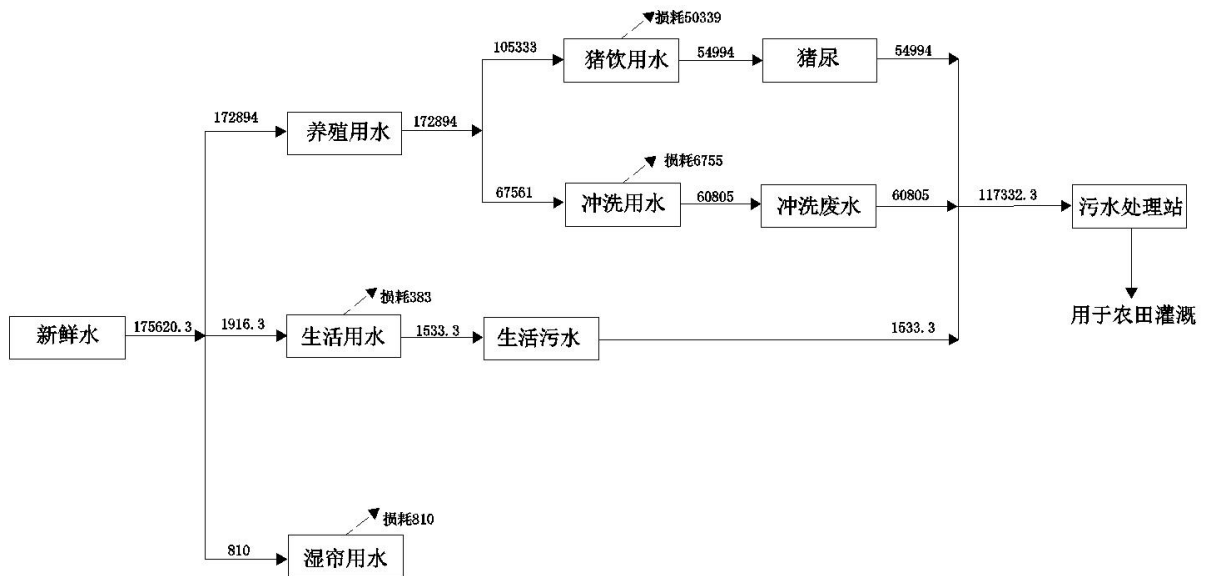 损耗50339
105333
猪饮用水
54994
猪尿
54994
172894
养殖用水
172894
损耗6755
67561
冲洗用水
60805
冲洗废水
60805
117332.3
污水处理站
用于农田灌溉
损耗383
新鲜水
175620.3
1916.3
生活用水
1533.3
生活污水
1533.3
损耗810
810
湿帘用水